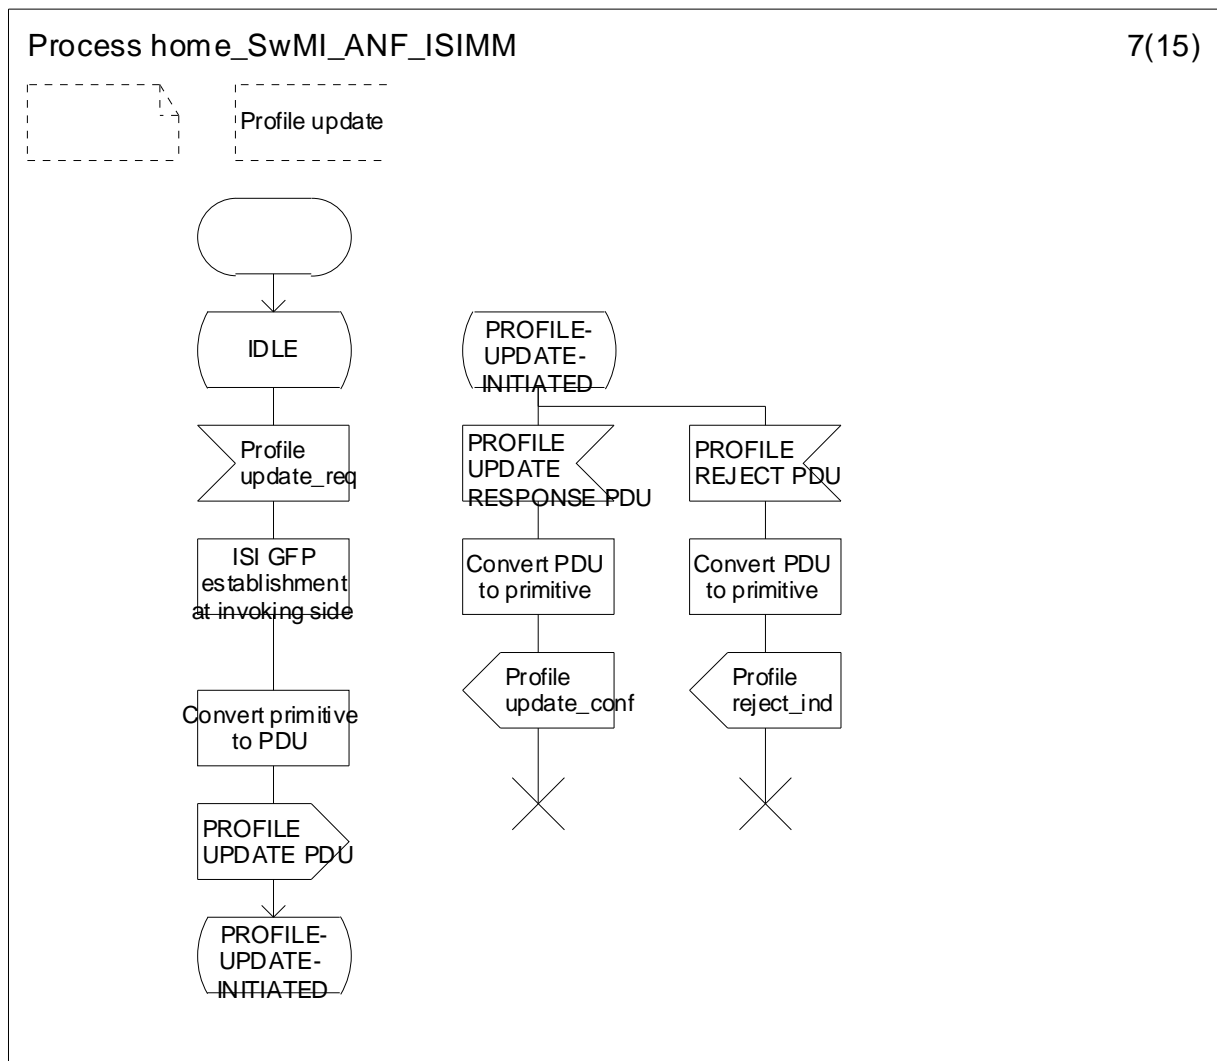 Process home_SwMI_ANF_ISIMM
7(15)
Profile update
IDLE
Profile
update_req
ISI GFP
establishment
at invoking side
Convert primitive
to PDU
PROFILE
UPDATE PDU
PROFILE-
UPDATE-
INITIATED
PROFILE-
UPDATE-
INITIATED
PROFILE
UPDATE
RESPONSE PDU
Convert PDU
to primitive
Profile
update_conf
PROFILE
REJECT PDU
Convert PDU
to primitive
Profile
reject_ind